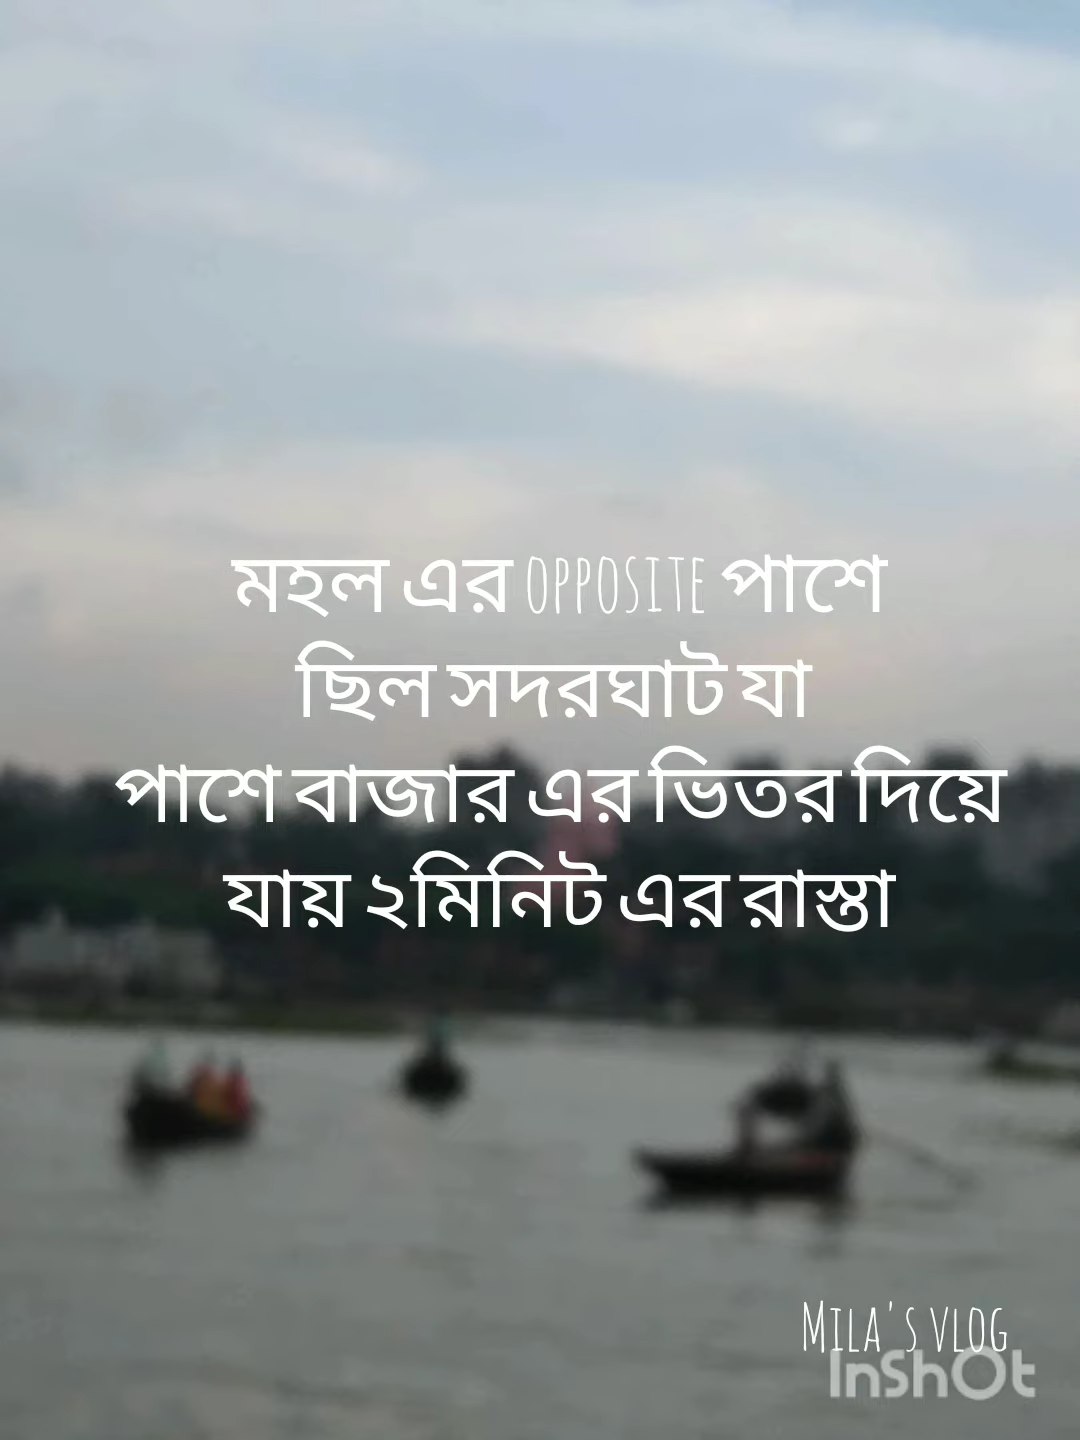 মহল এর OPPOSITE পাশে
ছিল সদরঘাট যা
পাশে বাজার এর ভিতর দিয়ে
যায় ২মিনিট এর রাস্তা
MILA'S VLOG
InShOt